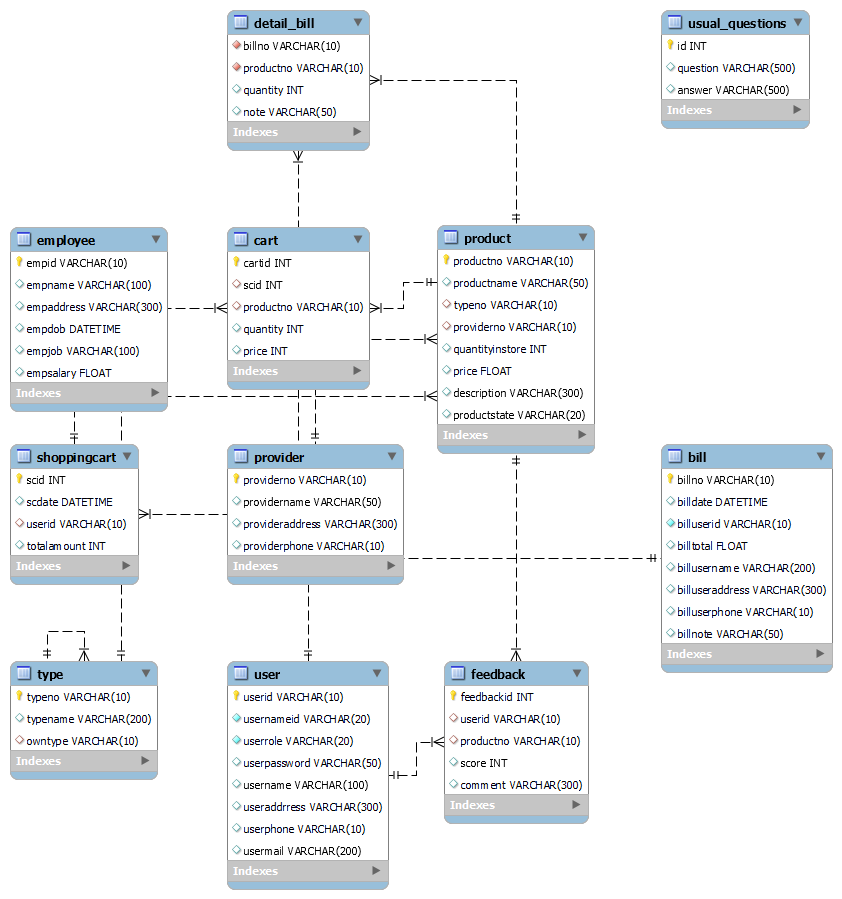 detail_bill
billno VARCHAR(10)
productno VARCHAR(10)
quantity INT
note VARCHAR(50)
Indexes
usual_questions
id INT
question VARCHAR(500)
answer VARCHAR(500)
Indexes
employee
empid VARCHAR(10)
empname VARCHAR(100)
empaddress VARCHAR(300)
empdob DATETIME
empjob VARCHAR(100)
empsalary FLOAT
Indexes
cart
cartid INT
scid INT
productno VARCHAR(10)
quantity INT
price INT
Indexes
product
productno VARCHAR(10)
productname VARCHAR(50)
typeno VARCHAR(10)
providerno VARCHAR(10)
quantityinstore INT
price FLOAT
description VARCHAR(300)
productstate VARCHAR(20)
Indexes
shoppingcart
scid INT
scdate DATETIME
userid VARCHAR(10)
totalamount INT
Indexes
provider
providerno VARCHAR(10)
providername VARCHAR(50)
provideraddress VARCHAR(300)
providerphone VARCHAR(10)
Indexes
bill
billno VARCHAR(10)
billdate DATETIME
billuserid VARCHAR(10)
billtotal FLOAT
billusername VARCHAR(200)
billuseraddress VARCHAR(300)
billuserphone VARCHAR(10)
billnote VARCHAR(50)
Indexes
type
typeno VARCHAR(10)
typename VARCHAR(200)
owntype VARCHAR(10)
Indexes
user
userid VARCHAR(10)
usernameid VARCHAR(20)
userrole VARCHAR(20)
userpassword VARCHAR(50)
username VARCHAR(100)
useraddrress VARCHAR(300)
userphone VARCHAR(10)
usermail VARCHAR(200)
Indexes
feedback
feedbackid INT
userid VARCHAR(10)
productno VARCHAR(10)
score INT
comment VARCHAR(300)
Indexes